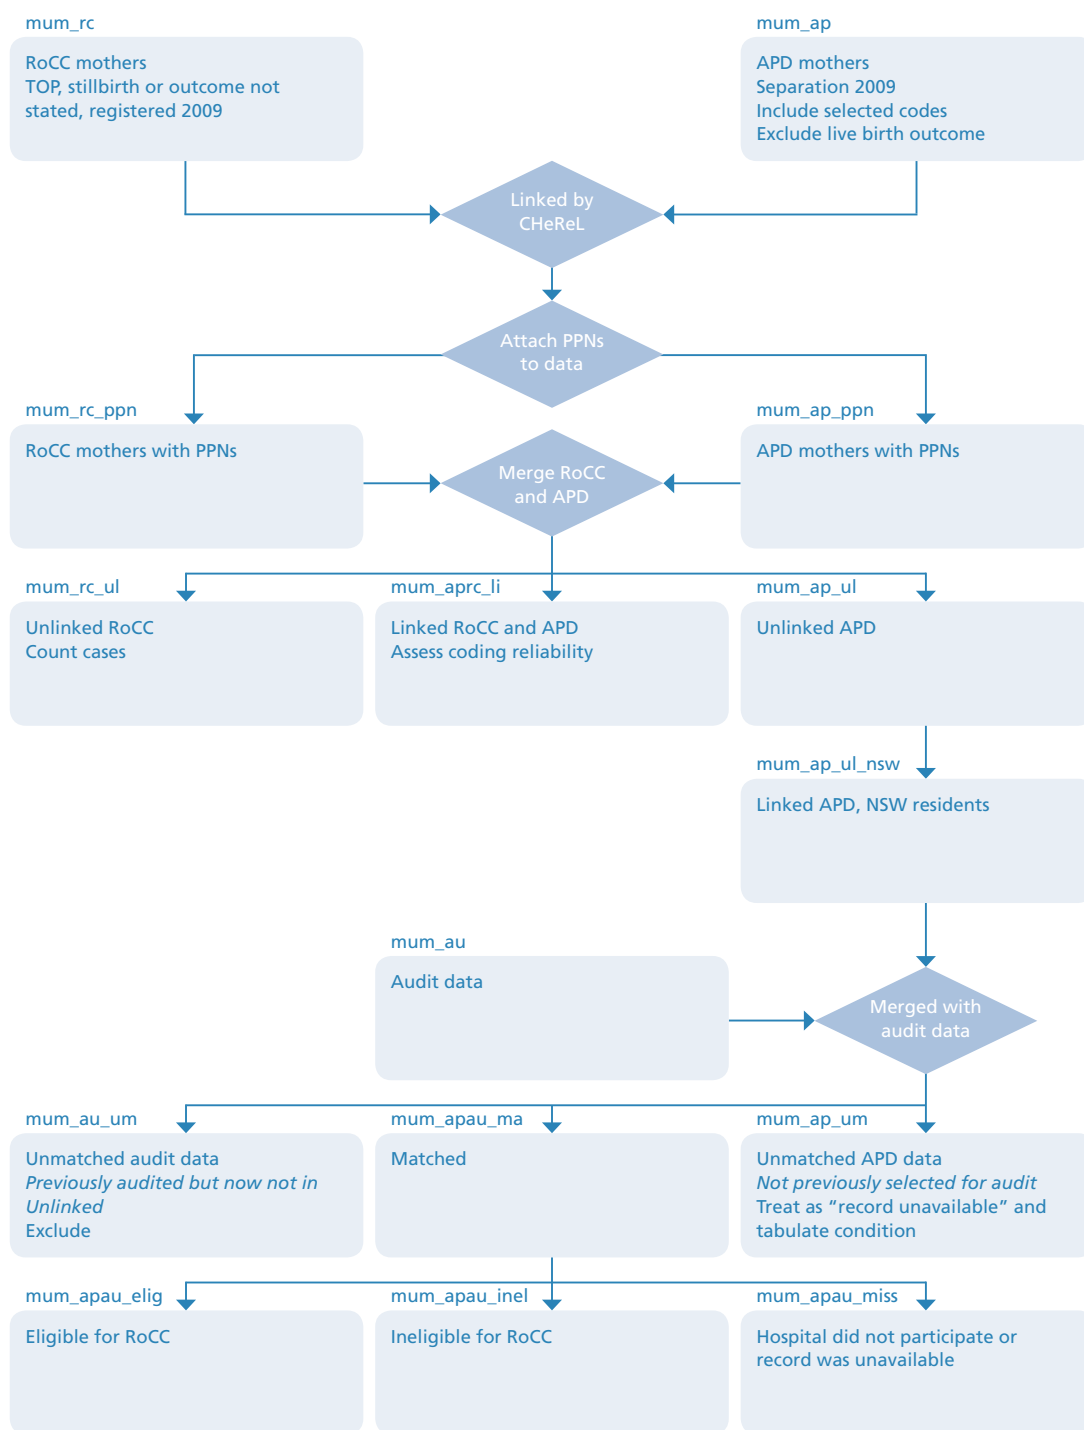 mum_rc
RoCC mothers
TOP, stillbirth or outcome not
stated, registered 2009
mum_ap
APD mothers
Separation 2009
Include selected codes
Exclude live birth outcome
Linked by
CHeReL
Attach PPNs
to data
mum_rc_ppn
RoCC mothers with PPNs
Merge RoCC
and APD
mum_ap_ppn
APD mothers with PPNs
mum_rc_ul
Unlinked RoCC
Count cases
mum_aprc_li
Linked RoCC and APD
Assess coding reliability
mum_ap_ul
Unlinked APD
mum_ap_ul_nsw
Linked APD, NSW residents
mum_au
Audit data
Merged with
audit data
mum_au_um
Unmatched audit data
Previously audited but now not in
Unlinked
Exclude
mum_apau_ma
Matched
mum_ap_um
Unmatched APD data
Not previously selected for audit
Treat as “record unavailable” and
tabulate condition
mum_apau_elig
Eligible for RoCC
mum_apau_inel
Ineligible for RoCC
mum_apau_miss
Hospital did not participate or
record was unavailable